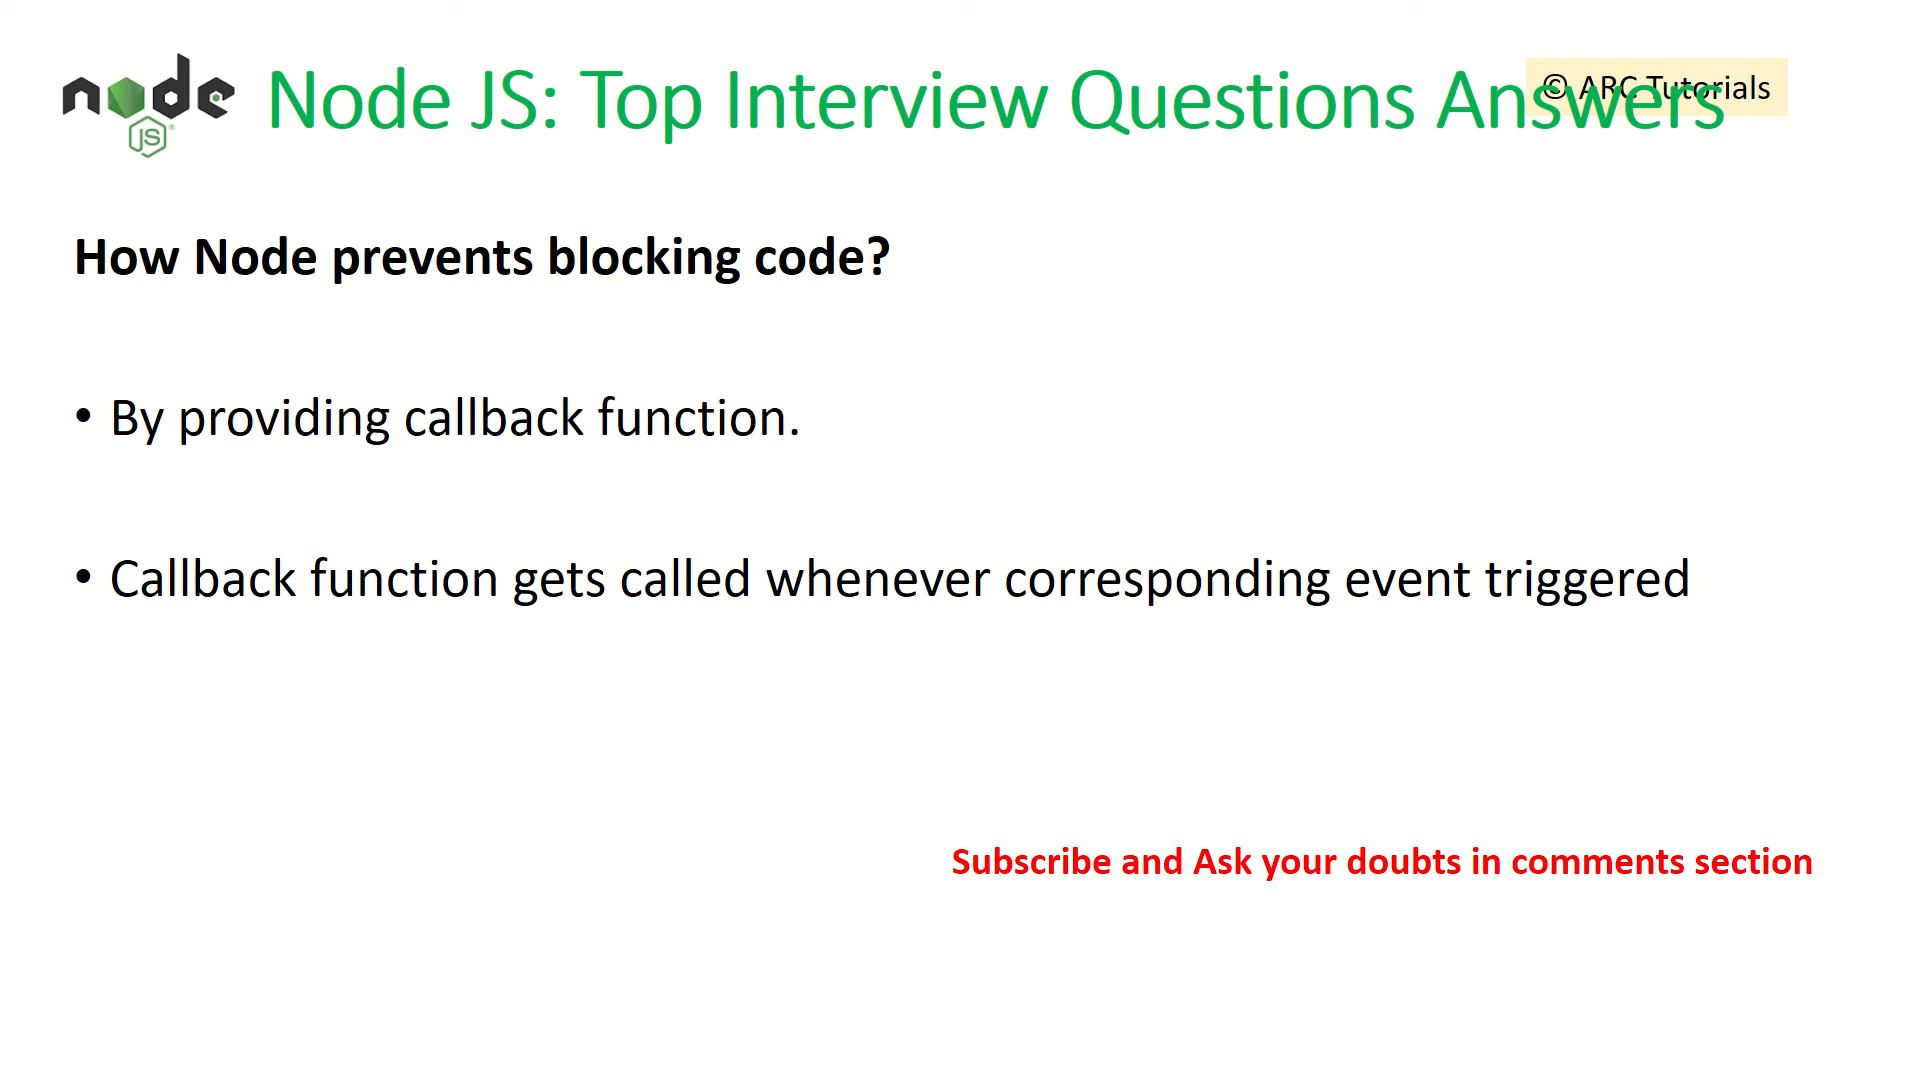 node
JS
Node JS: Top Interview Questions Answers
© ARC Tutorials
How Node prevents blocking code?
• By providing callback function.
• Callback function gets called whenever corresponding event triggered
Subscribe and Ask your doubts in comments section